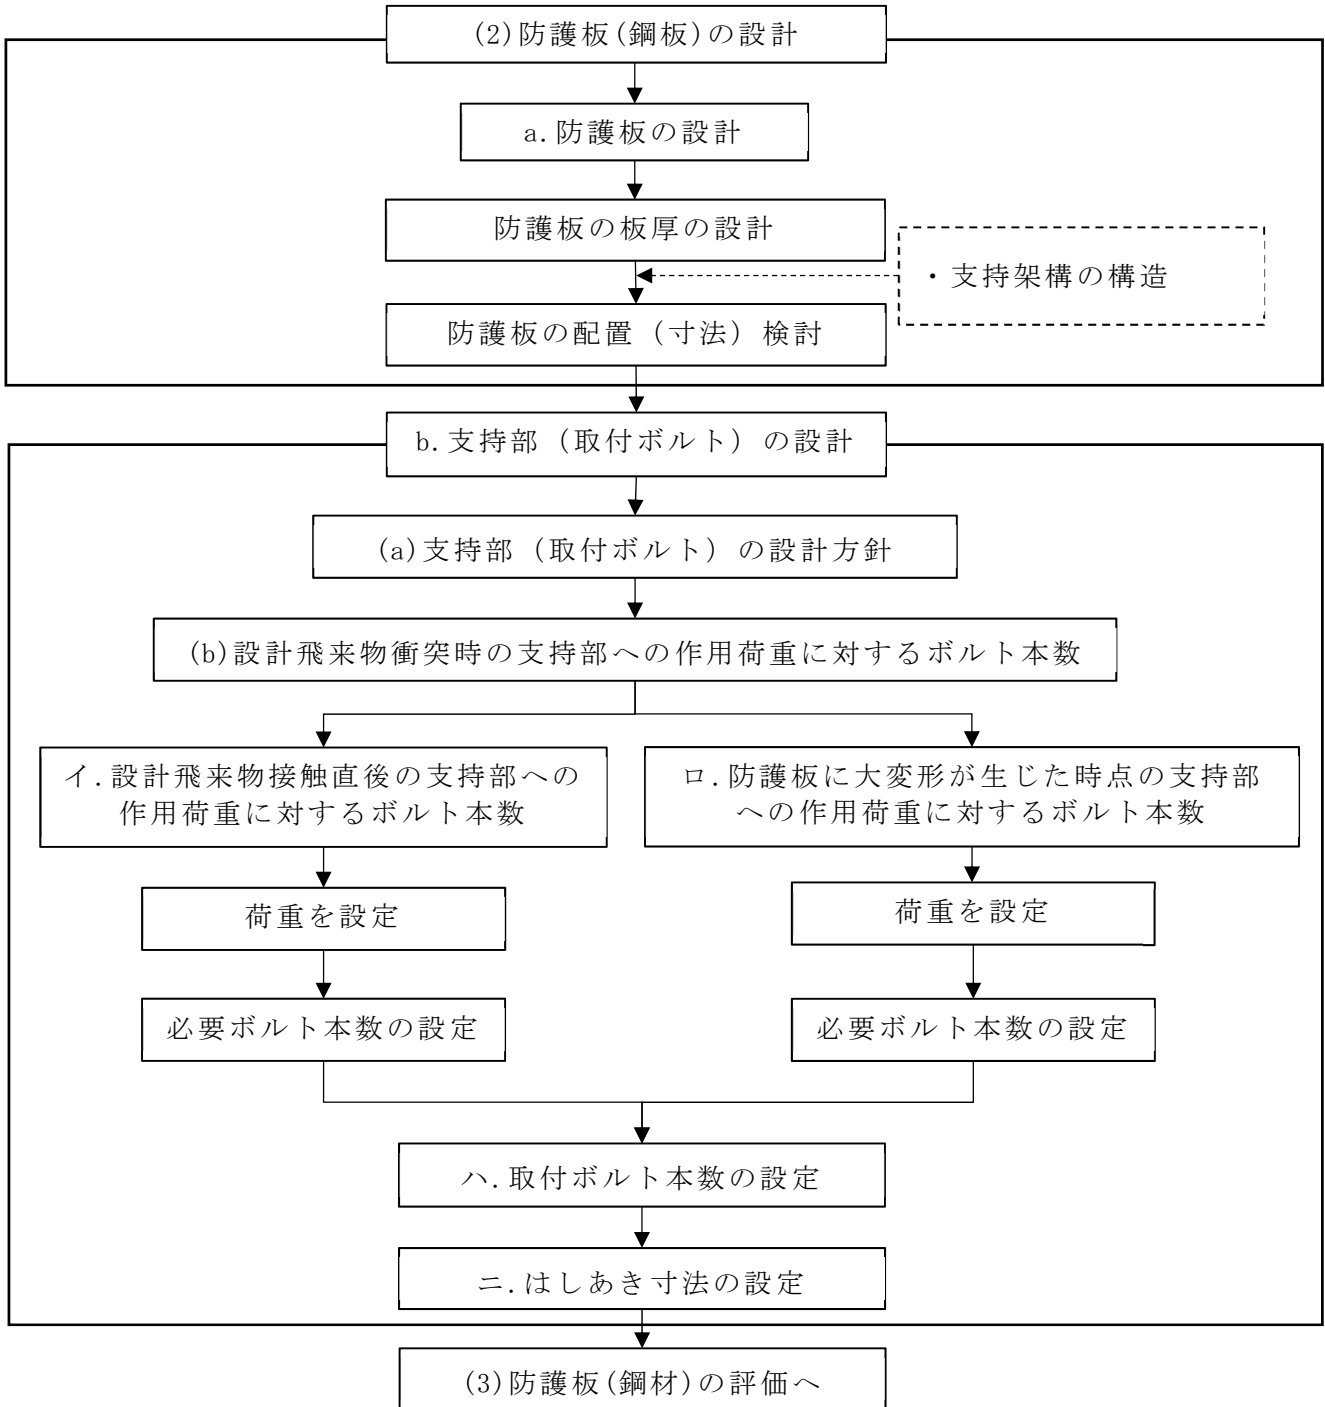 (2)防護板(鋼板)の設計
a.防護板の設計
防護板の板厚の設計
・支持架構の構造
防護板の配置（寸法）検討
b.支持部（取付ボルト）の設計
(a)支持部（取付ボルト）の設計方針
(b)設計飛来物衝突時の支持部への作用荷重に対するボルト本数
イ.設計飛来物接触直後の支持部への
作用荷重に対するボルト本数
ロ.防護板に大変形が生じた時点の支持部
への作用荷重に対するボルト本数
荷重を設定
荷重を設定
必要ボルト本数の設定
必要ボルト本数の設定
ハ.取付ボルト本数の設定
ニ.はしあき寸法の設定
(3)防護板(鋼材)の評価へ